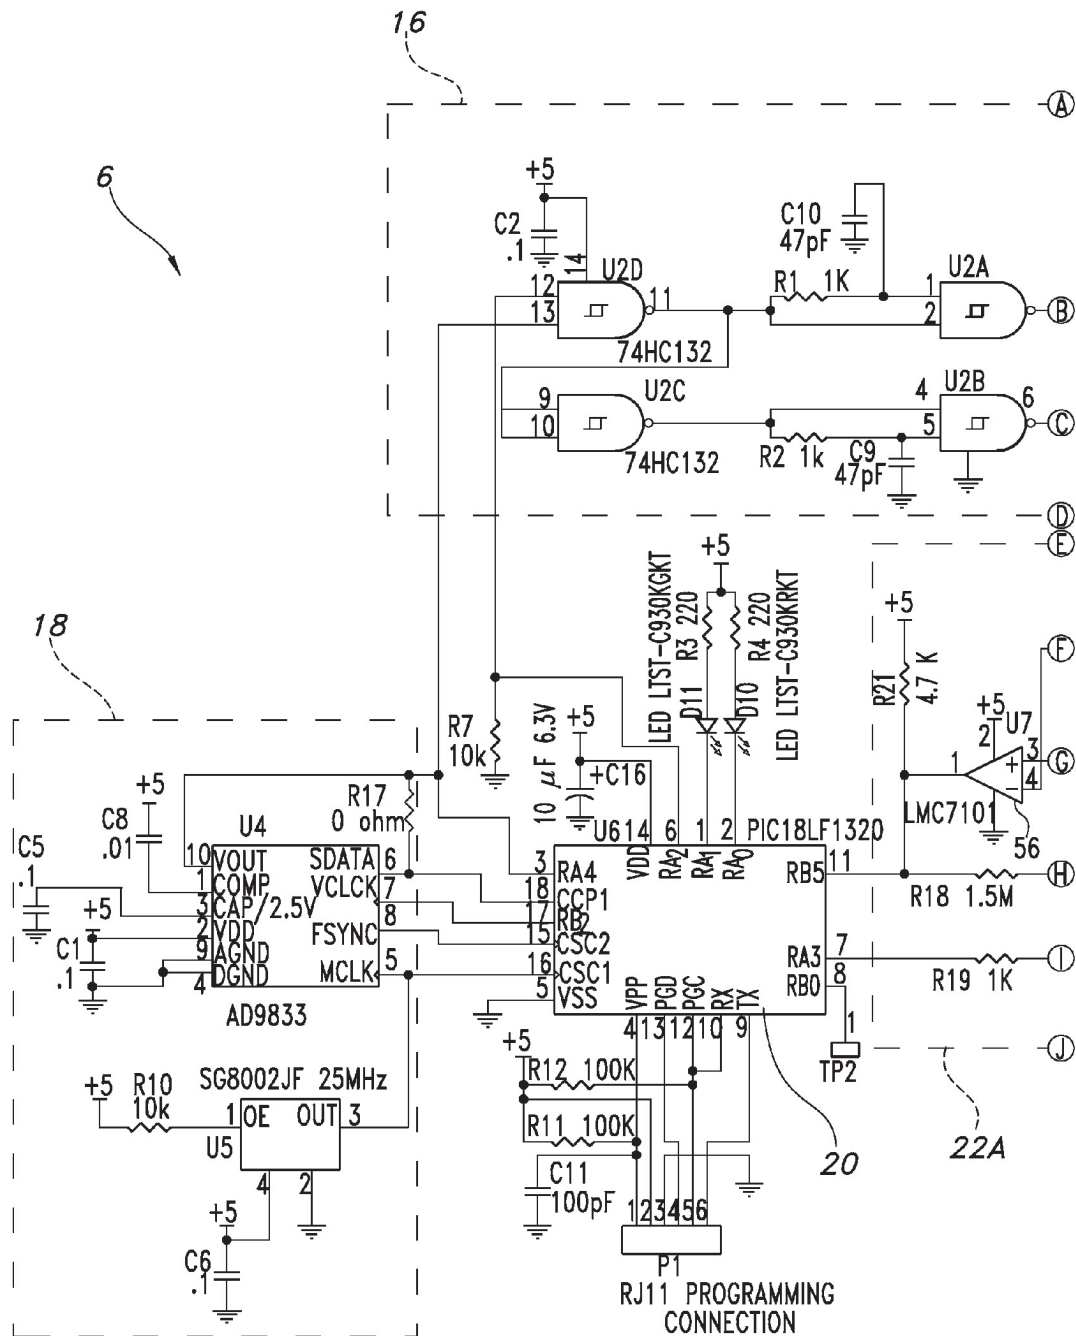 16
A
6
+5
C2
.1
14
C10
47pF
U2D
12
13
11
R1 1K
1
2
U2A
B
74HC132
U2C
9
10
4
5
U2B
6
C
74HC132
R2 1k
C9
47pF
D
E
+5
LED LTST-C930KGKT
R3 220
R4 220
LED LTST-C930KRKT
D11
D10
18
+5
F
R21
4.7 K
+5
2
U7
1
+
3
-
4
G
LMC7101
56
R7
10k
10 µF 6.3V
+5
+C16
R17
0 ohm
+5
C8
.01
C5
.1
U4
10
VOUT
SDATA
6
1
COMP
VCLCK
7
3
CAP/2.5V
8
2
VDD
FSYNC
9
AGND
4
DGND
MCLK
5
+5
C1
.1
AD9833
U6
14
6
1
2
PIC18LF1320
VDD
RA2
RA1
RA0
3
RA4
18
CCP1
17
RB2
15
CSC2
16
CSC1
5
VSS
RB5
11
R18 1.5M
H
RA3
7
RB0
8
R19 1K
I
1
TP2
J
VPP
PGD
PGC
RX
TX
4
13
12
10
9
20
22A
+5
R12 100K
R11 100K
C11
100pF
+5
R10
10k
SG8002JF 25MHz
1
OE
OUT
3
U5
4
2
+5
C6
.1
123456
P1
RJ11 PROGRAMMING
CONNECTION